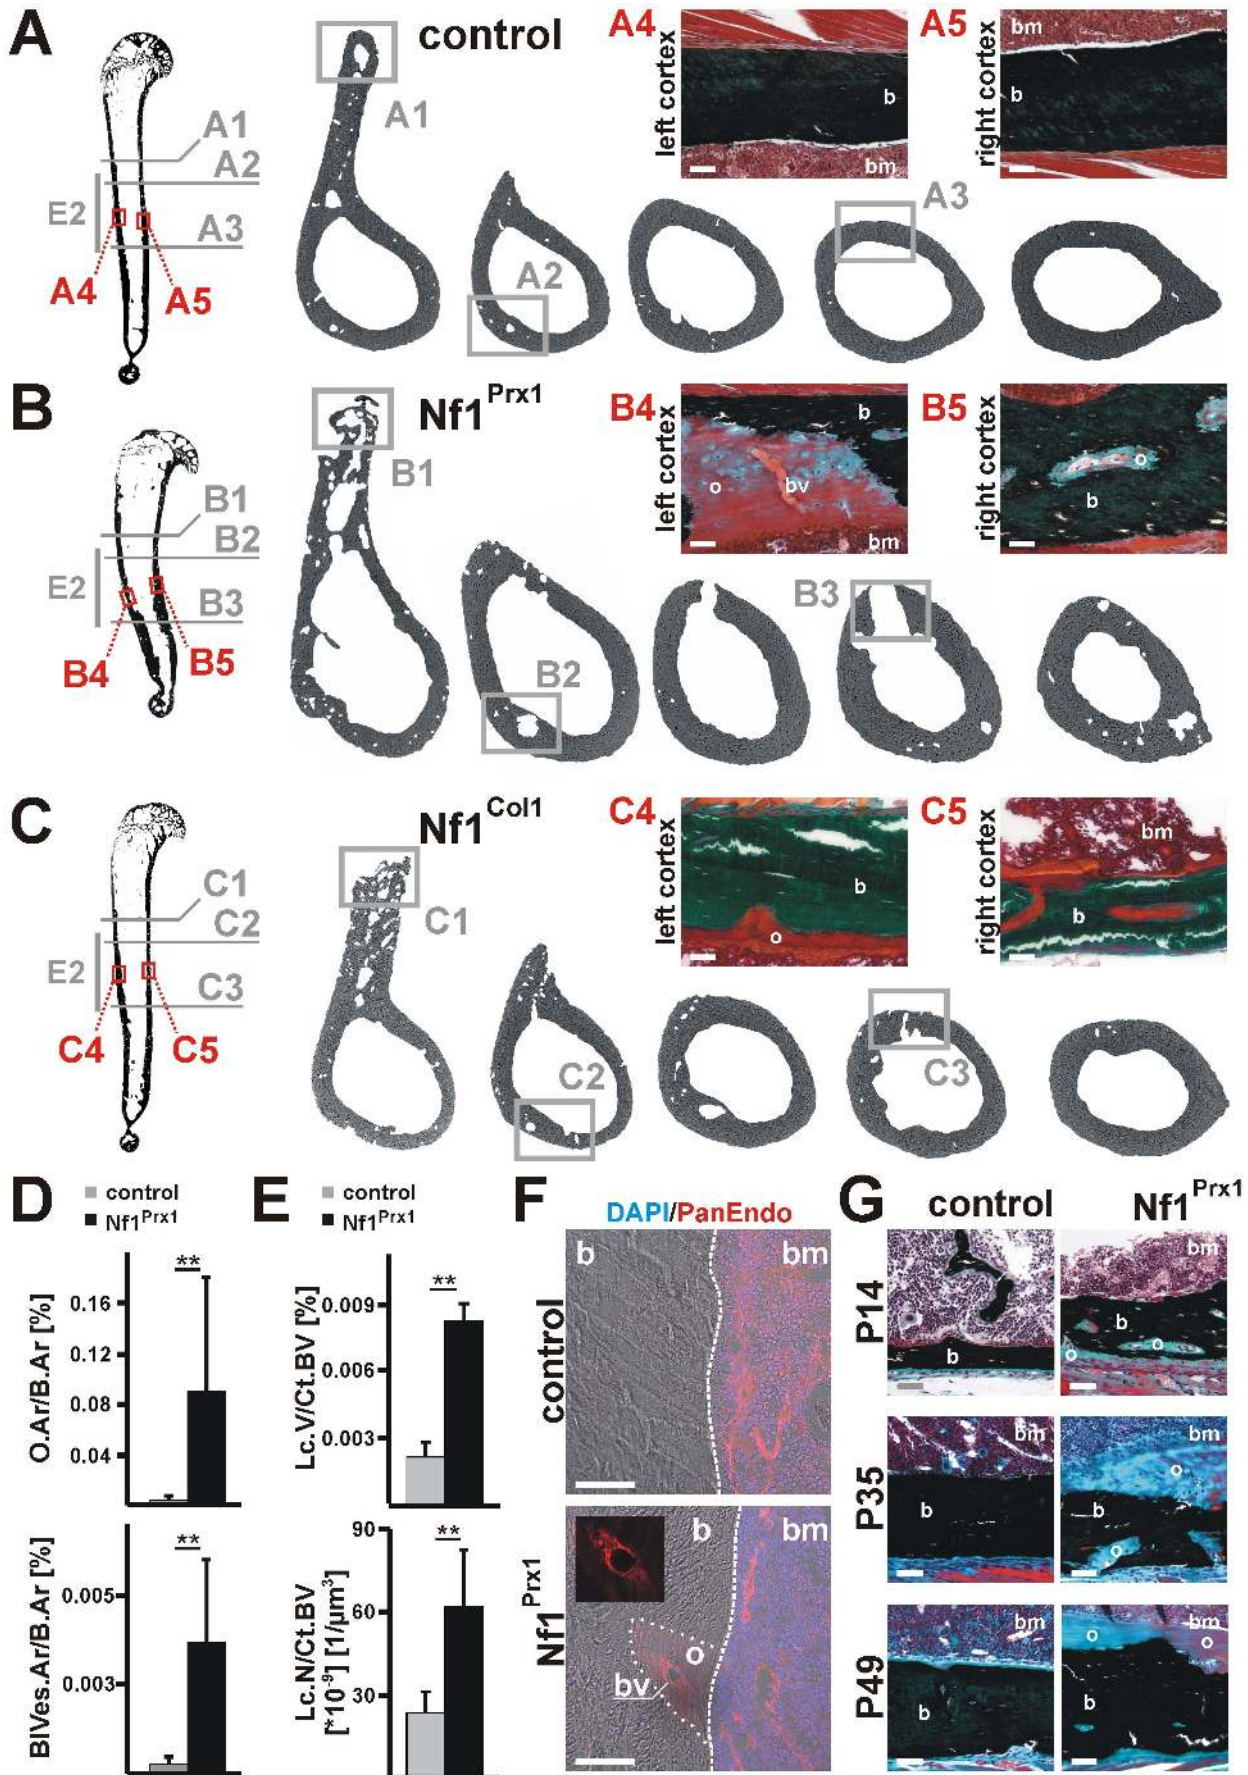 A
control
A1
A2
E2
A3
A4
A5
A1
A2
A3
A4
left cortex
b
bm
A5
right cortex
bm
b
B
Nf1Prx1
B1
B2
E2
B3
B4
B5
B1
B2
B3
B4
left cortex
b
o
bv
bm
B5
right cortex
o
b
C
Nf1Col1
C1
C2
E2
C3
C4
C5
C1
C2
C3
C4
left cortex
b
o
C5
right cortex
bm
b
D
control
Nf1Prx1
O.Ar/B.Ar [%]
0.16
0.12
0.08
0.04
**
BlVes.Ar/B.Ar [%]
0.005
0.003
**
E
control
Nf1Prx1
Lc.V/Ct.BV [%]
0.009
0.006
0.003
**
Lc.N/Ct.BV
[*10-9] [1/µm3]
90
60
30
**
F
DAPI/PanEndo
control
b
bm
Nf1Prx1
b
bm
o
bv
G
control
Nf1Prx1
P14
b
bm
b
o
o
P35
bm
b
bm
o
b
o
P49
bm
b
bm
o
o
b